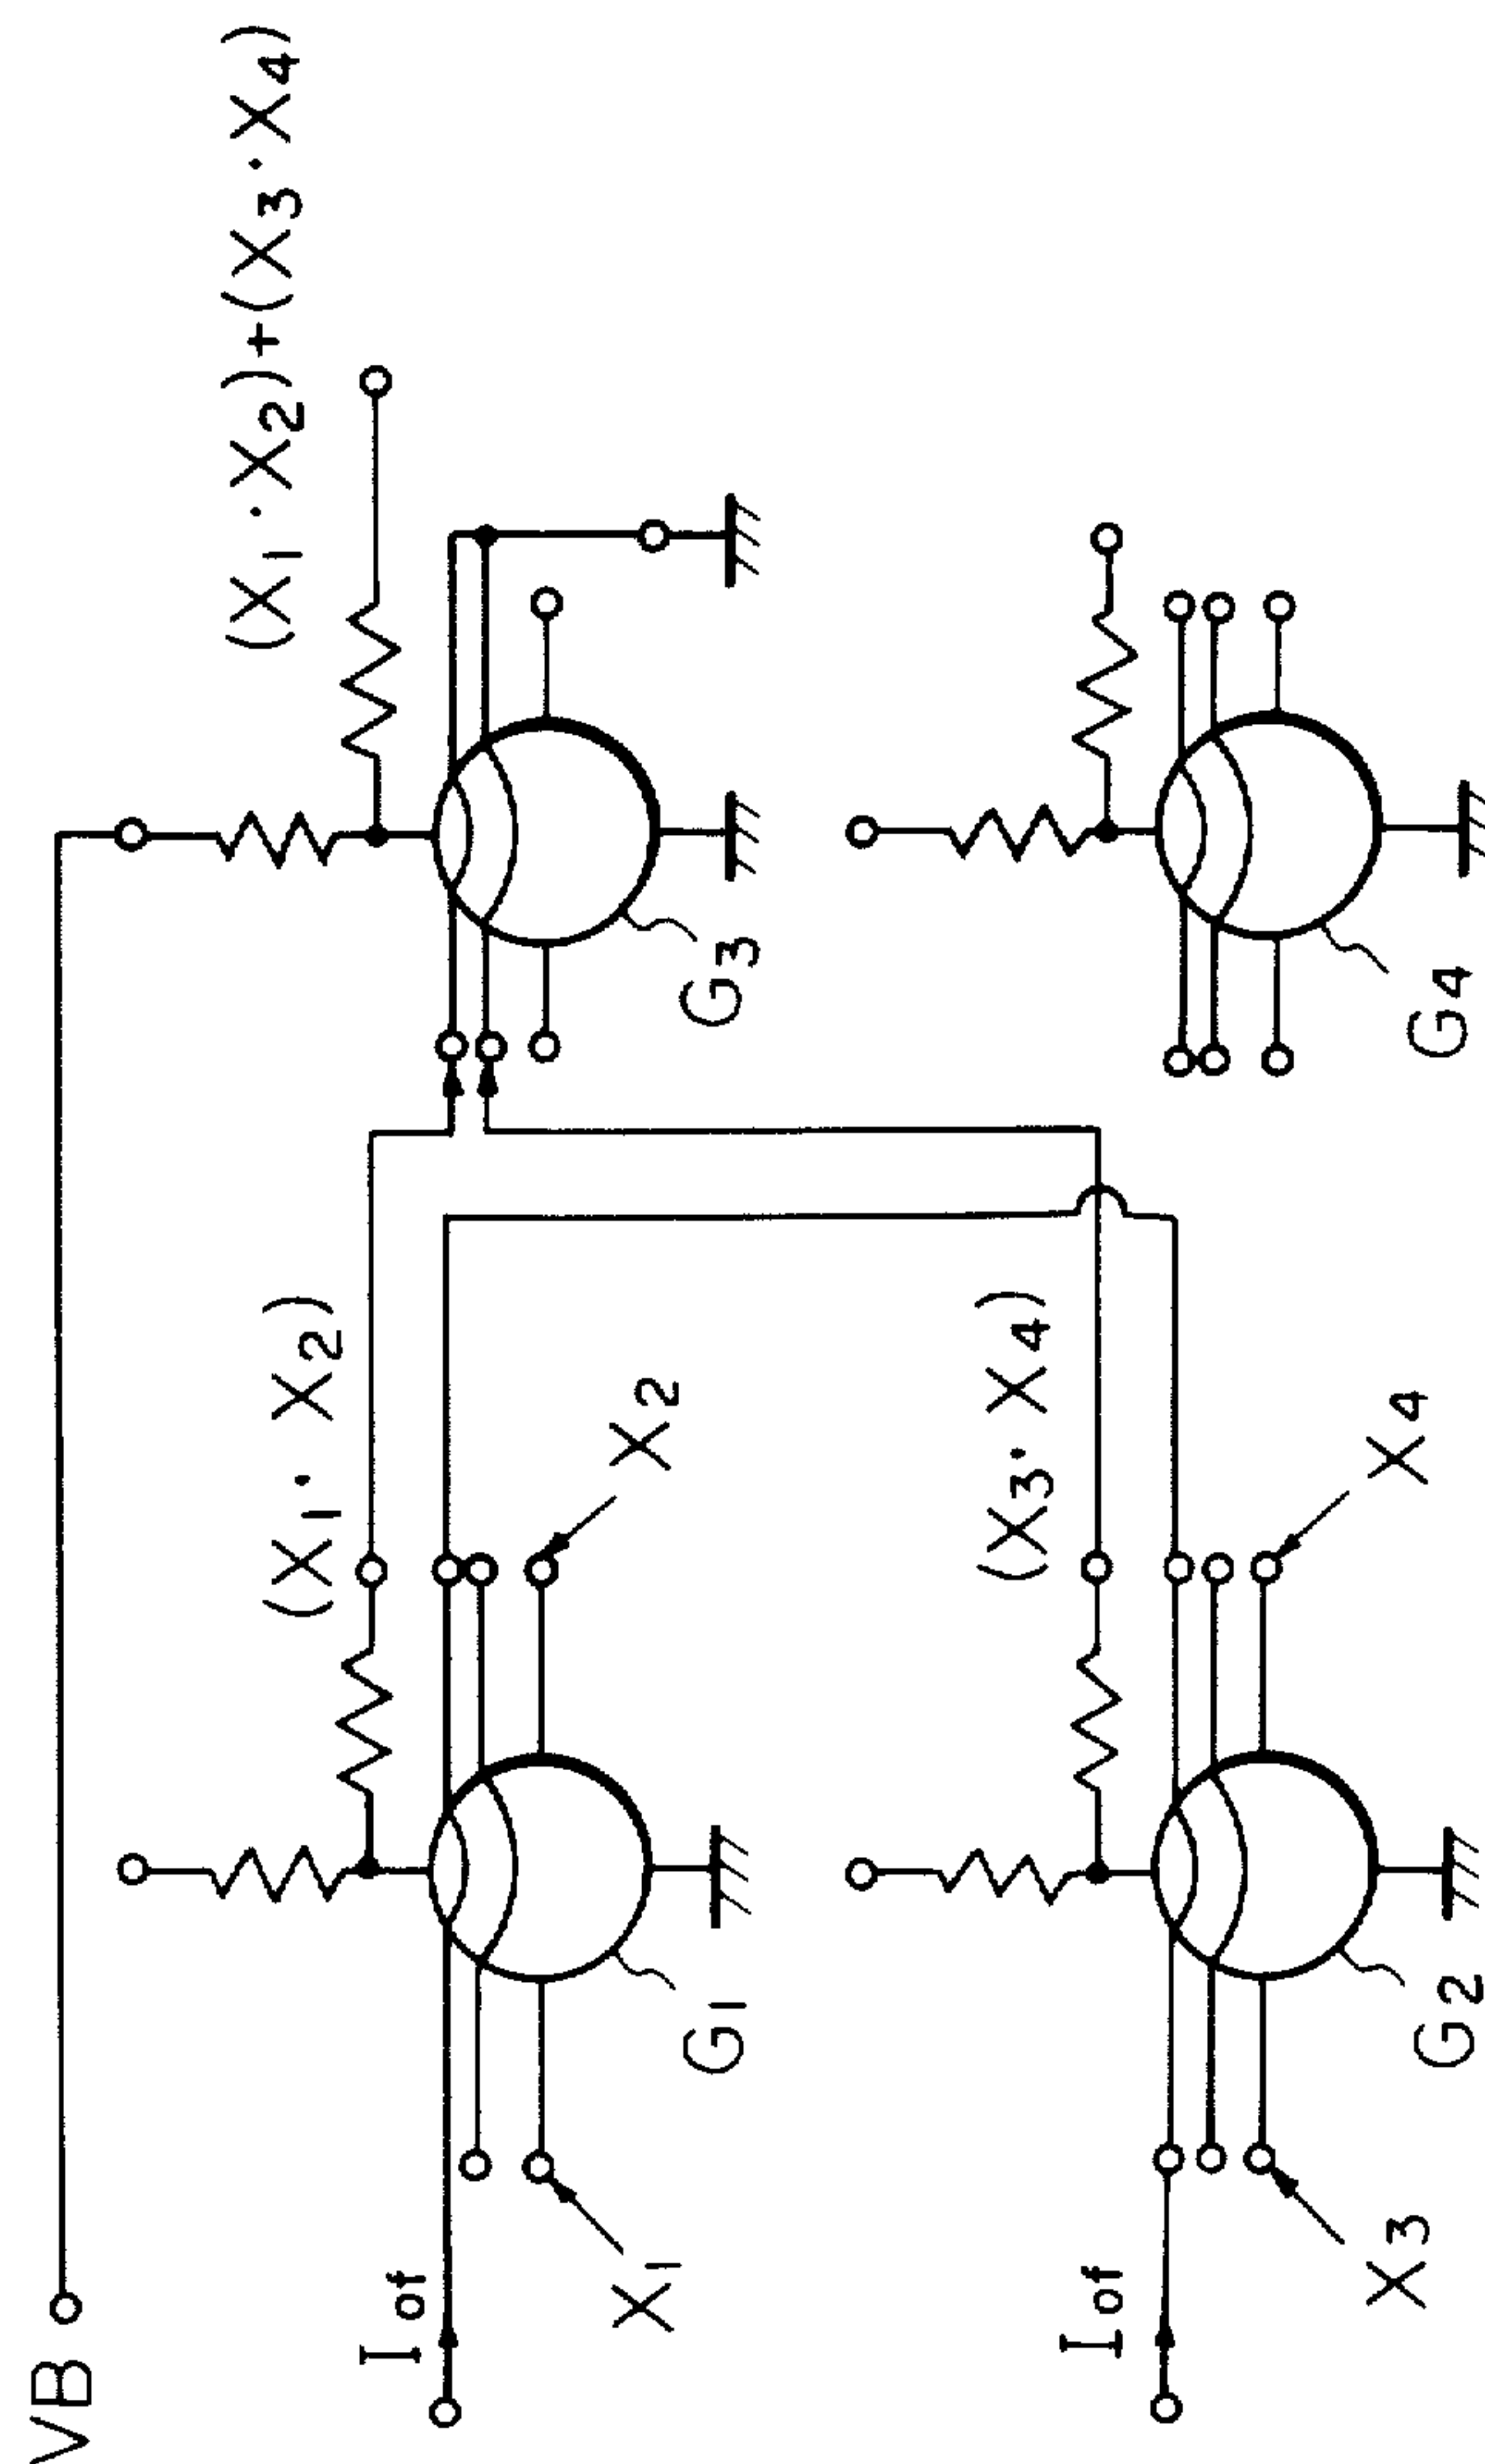 VB
(X1·X2)+(X3·X4)
(X1·X2)
Iof
X1
X2
G1
G3
(X3·X4)
Iof
X3
X4
G2
G4